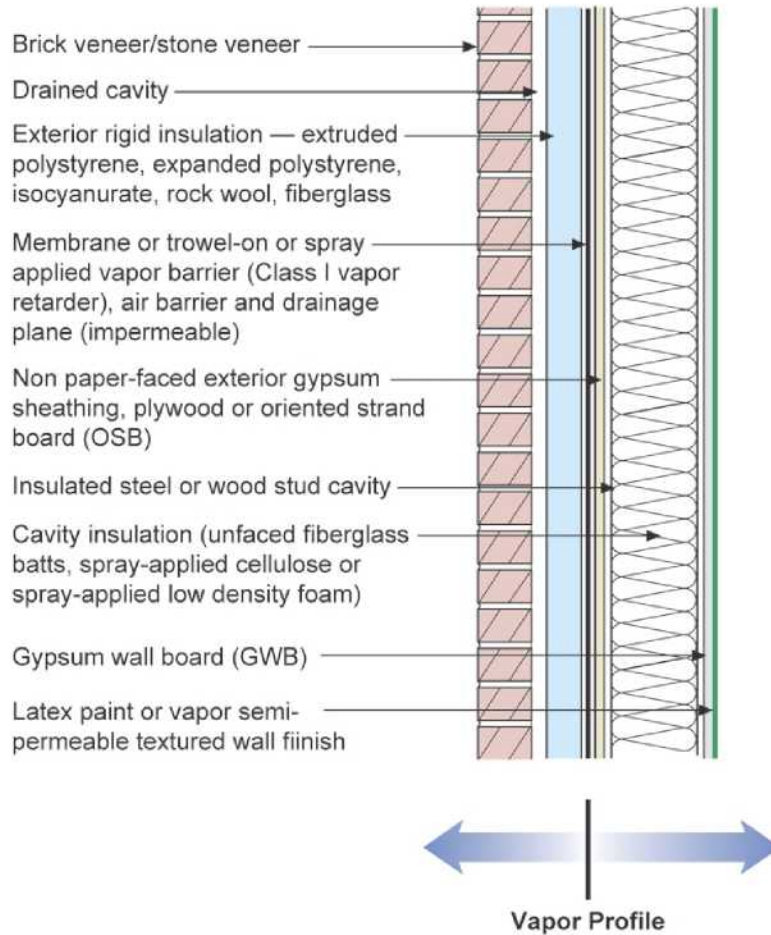 Brick veneer/stone veneer
Drained cavity
Exterior rigid insulation — extruded
polystyrene, expanded polystyrene,
isocyanurate, rock wool, fiberglass
Membrane or trowel-on or spray
applied vapor barrier (Class I vapor
retarder), air barrier and drainage
plane (impermeable)
Non paper-faced exterior gypsum
sheathing, plywood or oriented strand
board (OSB)
Insulated steel or wood stud cavity
Cavity insulation (unfaced fiberglass
batts, spray-applied cellulose or
spray-applied low density foam)
Gypsum wall board (GWB)
Latex paint or vapor semi-
permeable textured wall fiinish
Vapor Profile